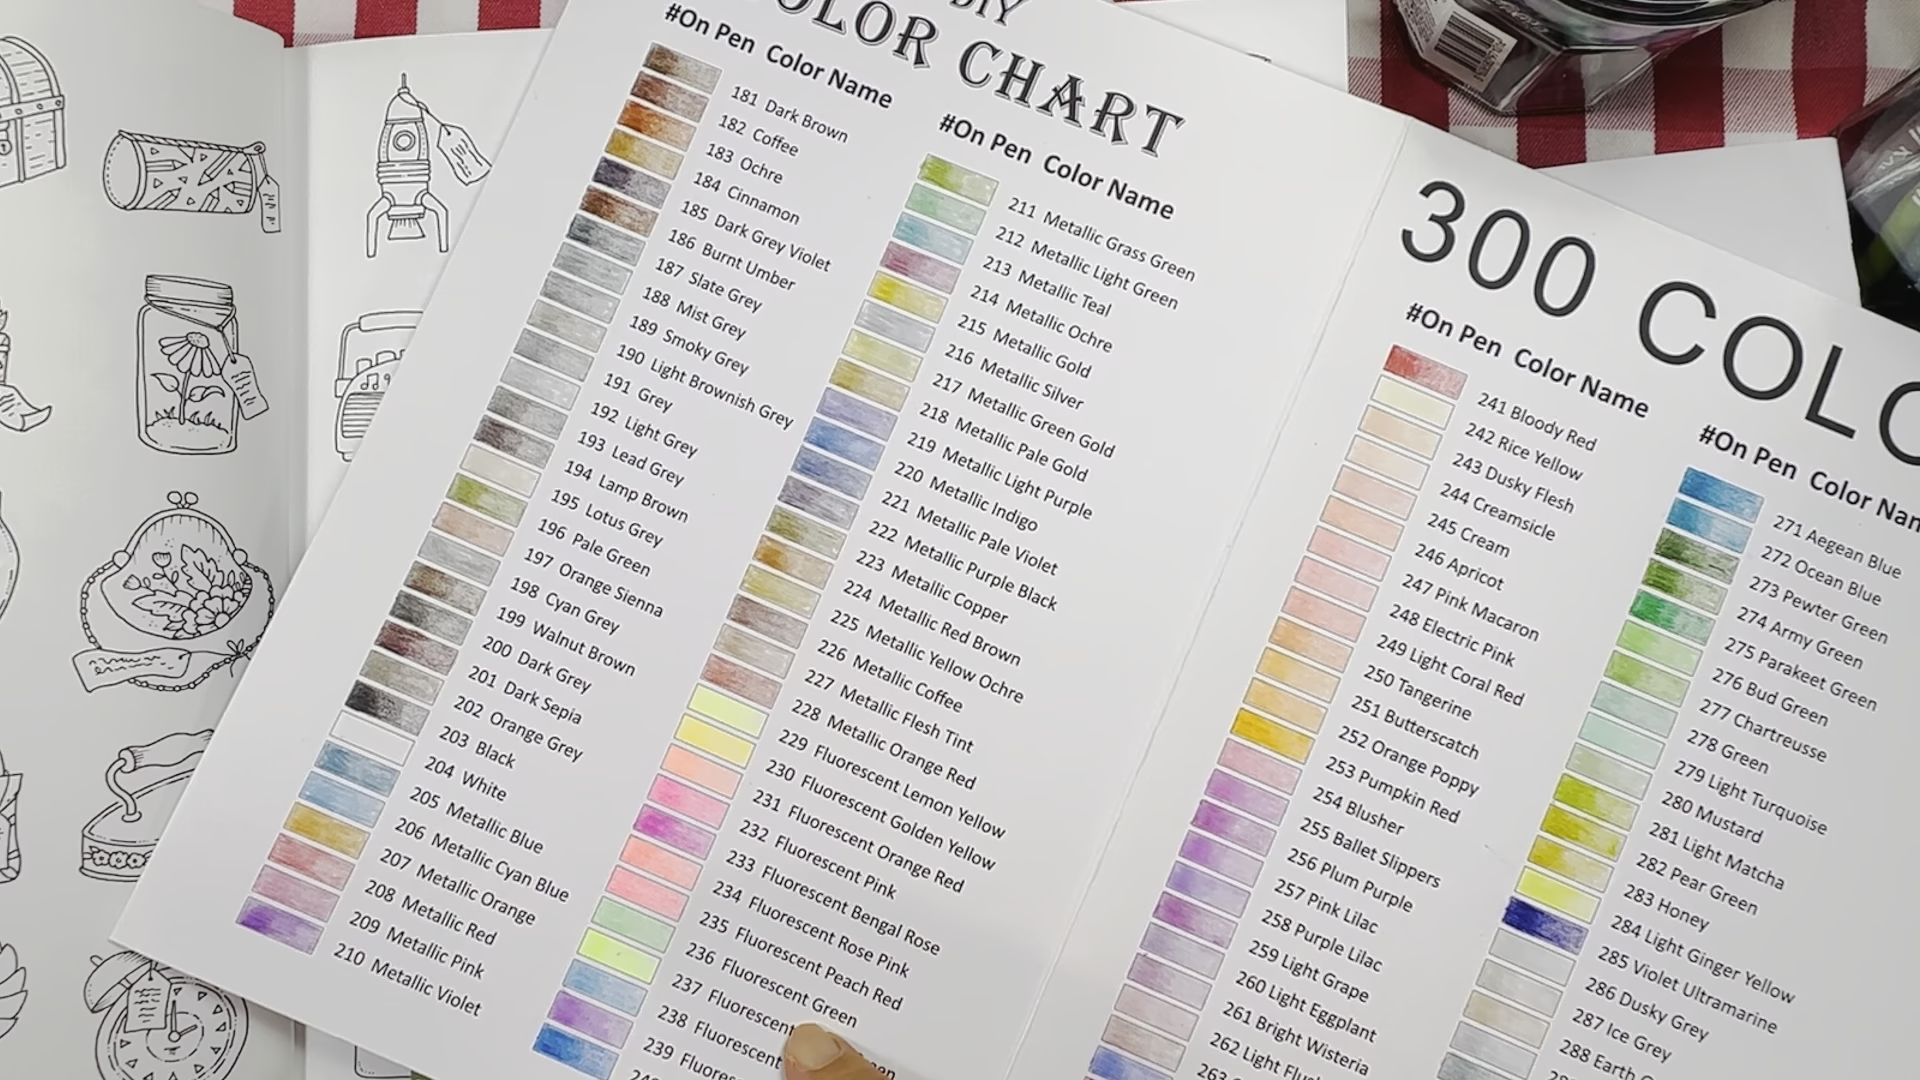 DIY
COLOR CHART
#On Pen Color Name
181 Dark Brown
182 Coffee
183 Ochre
184 Cinnamon
185 Dark Grey Violet
186 Burnt Umber
187 Slate Grey
188 Mist Grey
189 Smoky Grey
190 Light Brownish Grey
191 Grey
192 Light Grey
193 Lead Grey
194 Lamp Brown
195 Lotus Grey
196 Pale Green
197 Orange Sienna
198 Cyan Grey
199 Walnut Brown
200 Dark Grey
201 Dark Sepia
202 Orange Grey
203 Black
204 White
205 Metallic Blue
206 Metallic Cyan Blue
207 Metallic Orange
208 Metallic Red
209 Metallic Pink
210 Metallic Violet
#On Pen Color Name
211 Metallic Grass Green
212 Metallic Light Green
213 Metallic Teal
214 Metallic Ochre
215 Metallic Gold
216 Metallic Silver
217 Metallic Green Gold
218 Metallic Pale Gold
219 Metallic Light Purple
220 Metallic Indigo
221 Metallic Pale Violet
222 Metallic Purple Black
223 Metallic Copper
224 Metallic Red Brown
225 Metallic Yellow Ochre
226 Metallic Coffee
227 Metallic Flesh Tint
228 Metallic Orange Red
229 Fluorescent Lemon Yellow
230 Fluorescent Golden Yellow
231 Fluorescent Orange Red
232 Fluorescent Pink
233 Fluorescent Bengal Rose
234 Fluorescent Rose Pink
235 Fluorescent Peach Red
236 Fluorescent Green
237 Fluorescent
238 Fluorescent
239
300
#On Pen Color Name
241 Bloody Red
242 Rice Yellow
243 Dusky Flesh
244 Creamsicle
245 Cream
246 Apricot
247 Pink Macaron
248 Electric Pink
249 Light Coral Red
250 Tangerine
251 Butterscatch
252 Orange Poppy
253 Pumpkin Red
254 Blusher
255 Ballet Slippers
256 Plum Purple
257 Pink Lilac
258 Purple Lilac
259 Light Grape
260 Light Eggplant
261 Bright Wisteria
262 Light
263
#On Pen Color
271 Aegean Blue
272 Ocean Blue
273 Pewter Green
274 Army Green
275 Parakeet Green
276 Bud Green
277 Chartreusse
278 Green
279 Light Turquoise
280 Mustard
281 Light Matcha
282 Pear Green
283 Honey
284 Light Ginger Yellow
285 Violet Ultramarine
286 Dusky Grey
287 Ice Grey
288 Earth